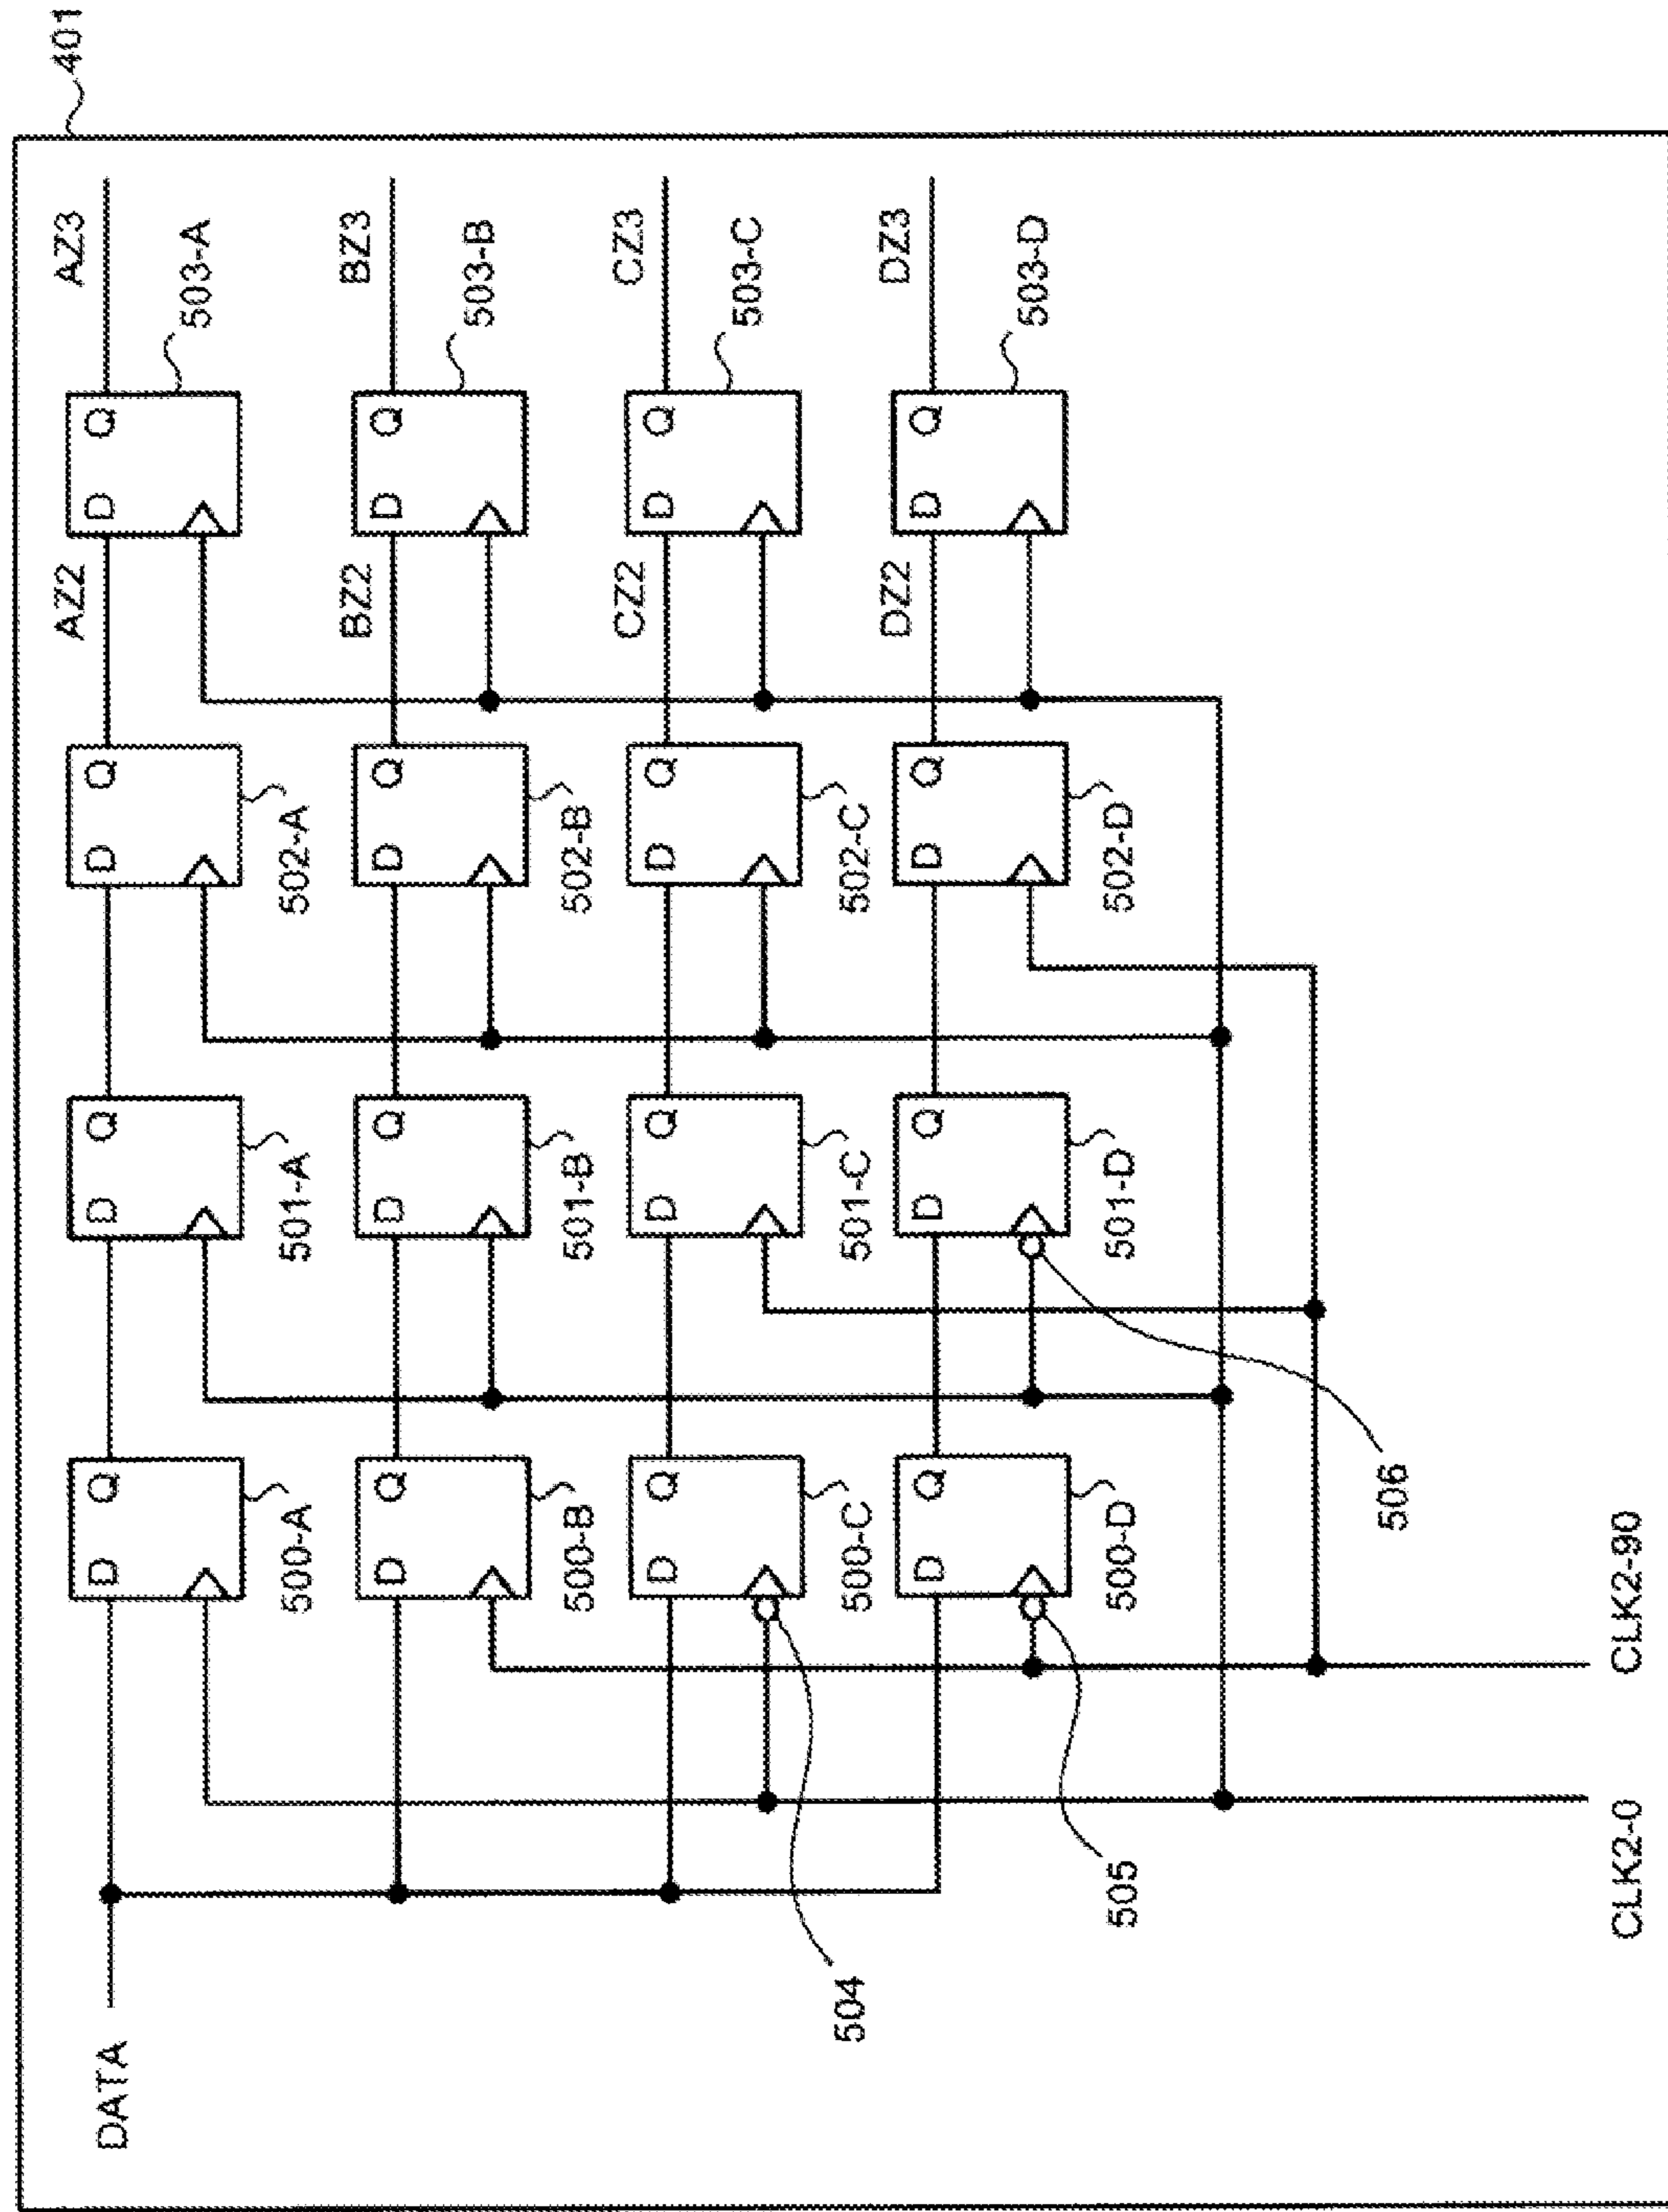 401
DATA
D Q
500-A
D Q
501-A
D Q
502-A
AZ2
D Q
503-A
AZ3
D Q
500-B
D Q
501-B
D Q
502-B
BZ2
D Q
503-B
BZ3
D Q
500-C
D Q
501-C
D Q
502-C
CZ2
D Q
503-C
CZ3
504
D Q
500-D
D Q
501-D
D Q
502-D
DZ2
D Q
503-D
DZ3
505
506
CLK2-0
CLK2-90